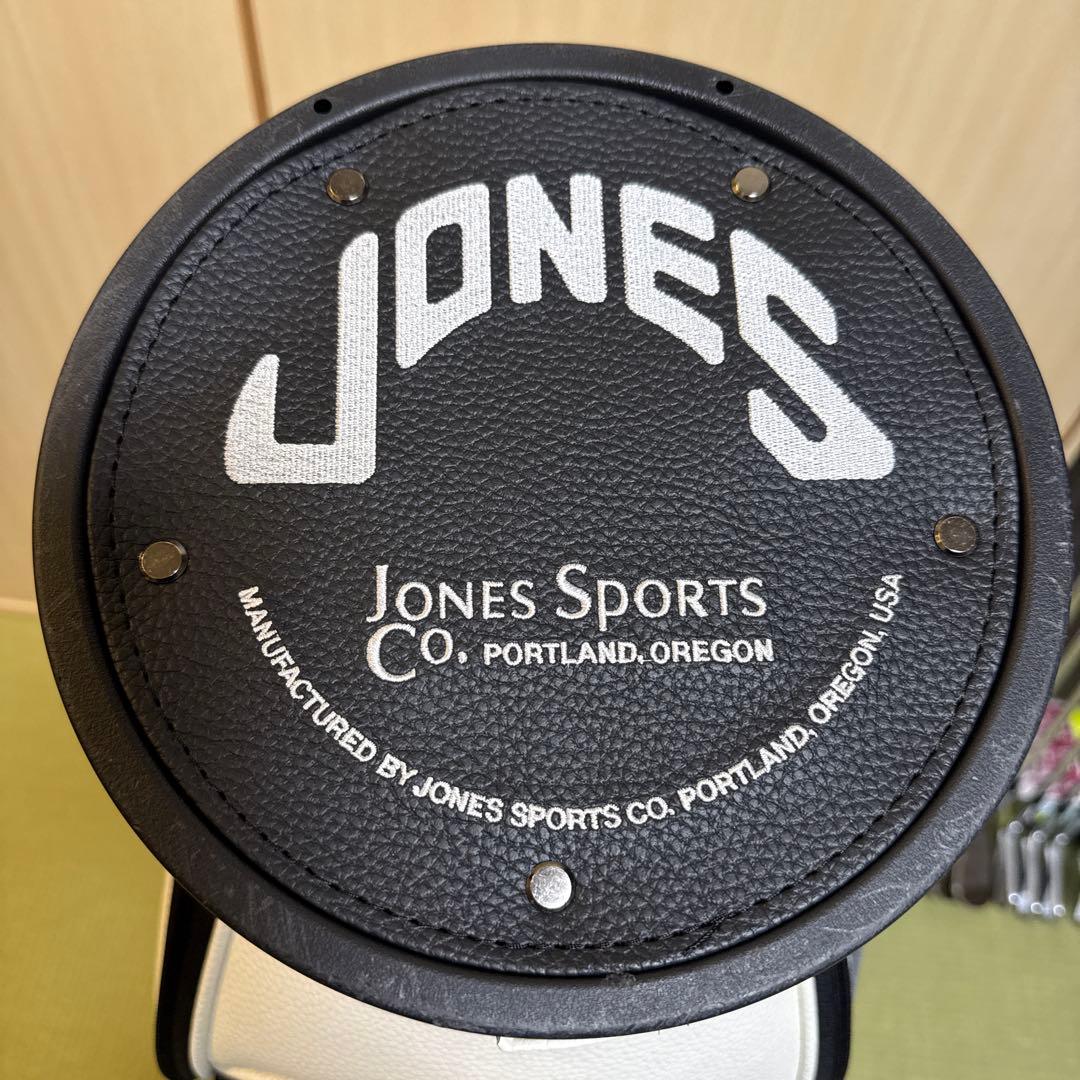 JONES
JONES SPORTS
CO. PORTLAND, OREGON
MANUFACTURED BY JONES SPORTS CO. PORTLAND, OREGON, USA